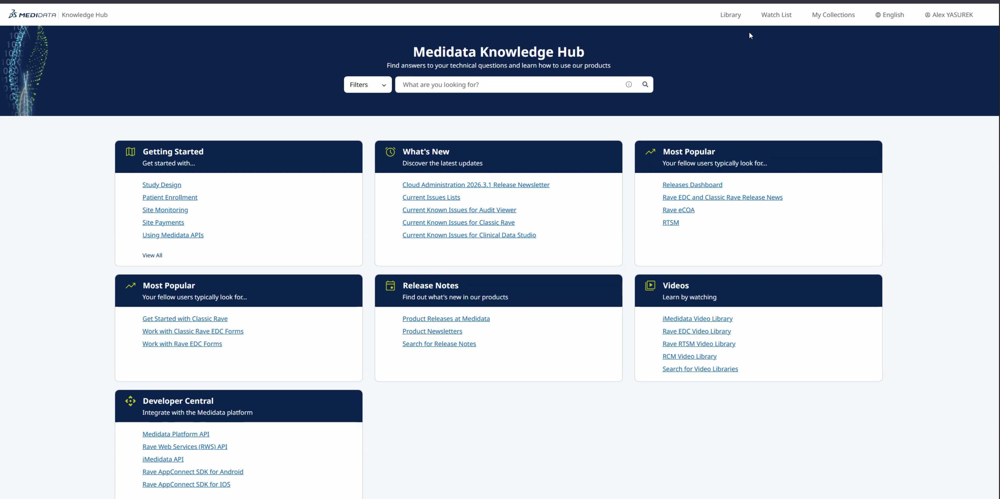 MEDIDATA | Knowledge Hub
Library
Watch List
My Collections
English
Alex YASUREK
Medidata Knowledge Hub
Find answers to your technical questions and learn how to use our products
Filters
What are you looking for?
Getting Started
Get started with...
Study Design
Patient Enrollment
Site Monitoring
Site Payments
Using Medidata APIs
View All
What's New
Discover the latest updates
Cloud Administration 2026.3.1 Release Newsletter
Current Issues Lists
Current Known Issues for Audit Viewer
Current Known Issues for Classic Rave
Current Known Issues for Clinical Data Studio
Most Popular
Your fellow users typically look for...
Releases Dashboard
Rave EDC and Classic Rave Release News
Rave eCOA
RTSM
Most Popular
Your fellow users typically look for...
Get Started with Classic Rave
Work with Classic Rave EDC Forms
Work with Rave EDC Forms
Release Notes
Find out what's new in our products
Product Releases at Medidata
Product Newsletters
Search for Release Notes
Videos
Learn by watching
iMedidata Video Library
Rave EDC Video Library
Rave RTSM Video Library
RCM Video Library
Search for Video Libraries
Developer Central
Integrate with the Medidata platform
Medidata Platform API
Rave Web Services (RWS) API
iMedidata API
Rave AppConnect SDK for Android
Rave AppConnect SDK for IOS